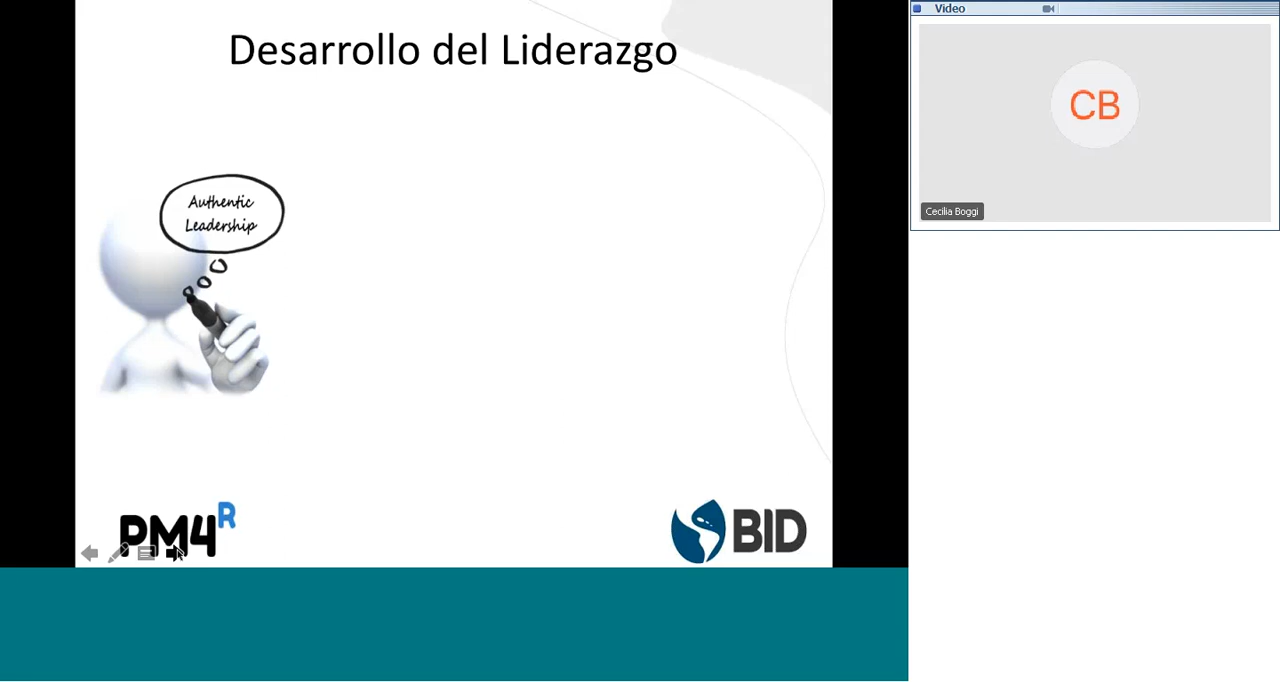 Desarrollo del Liderazgo
Authentic
Leadership
PM4R
BID
Video
CB
Cecilia Boggi